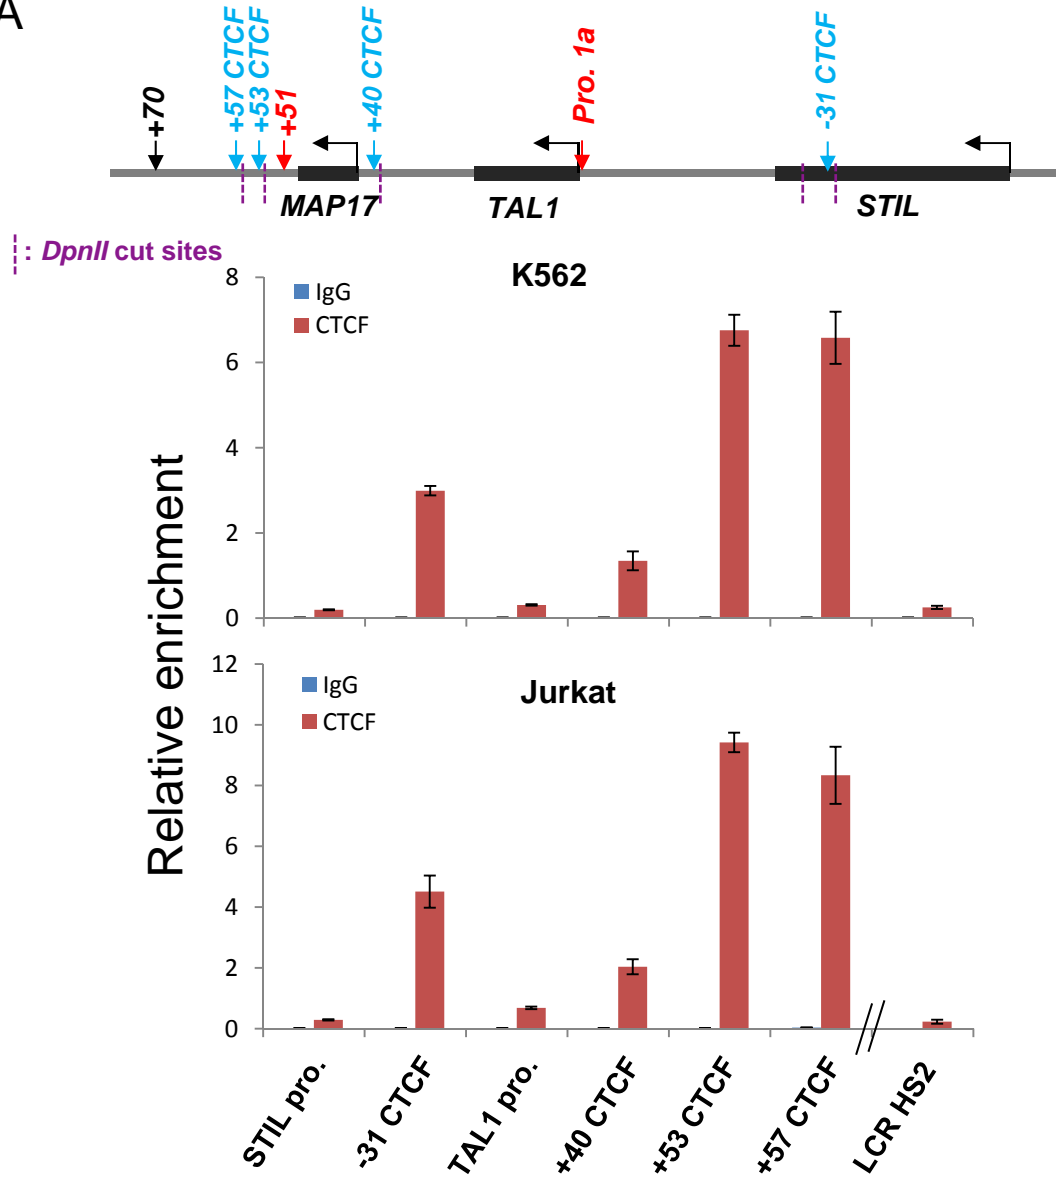 A
+70
+57 CTCF
+53 CTCF
+51
+40 CTCF
Pro. 1a
-31 CTCF
MAP17
TAL1
STIL
: DpnII cut sites
K562
IgG
CTCF
8
6
4
2
0
Relative enrichment
Jurkat
IgG
CTCF
12
10
8
6
4
2
0
STIL pro.
-31 CTCF
TAL1 pro.
+40 CTCF
+53 CTCF
+57 CTCF
LCR HS2